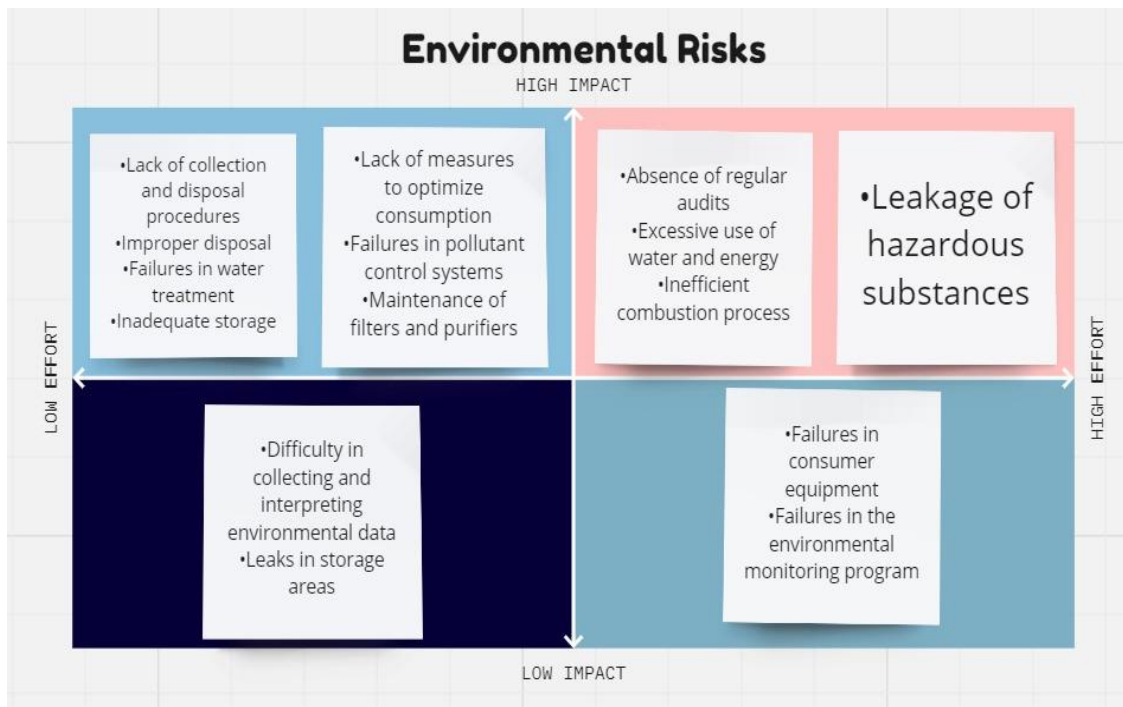 Environmental Risks
HIGH IMPACT
•Lack of collection
and disposal
procedures
•Improper disposal
•Failures in water
treatment
•Inadequate storage
•Lack of measures
to optimize
consumption
•Failures in pollutant
control systems
•Maintenance of
filters and purifiers
•Absence of regular
audits
•Excessive use of
water and energy
•Inefficient
combustion process
•Leakage of
hazardous
substances
LOW EFFORT
HIGH EFFORT
•Difficulty in
collecting and
interpreting
environmental data
•Leaks in storage
areas
•Failures in
consumer
equipment
•Failures in the
environmental
monitoring program
LOW IMPACT